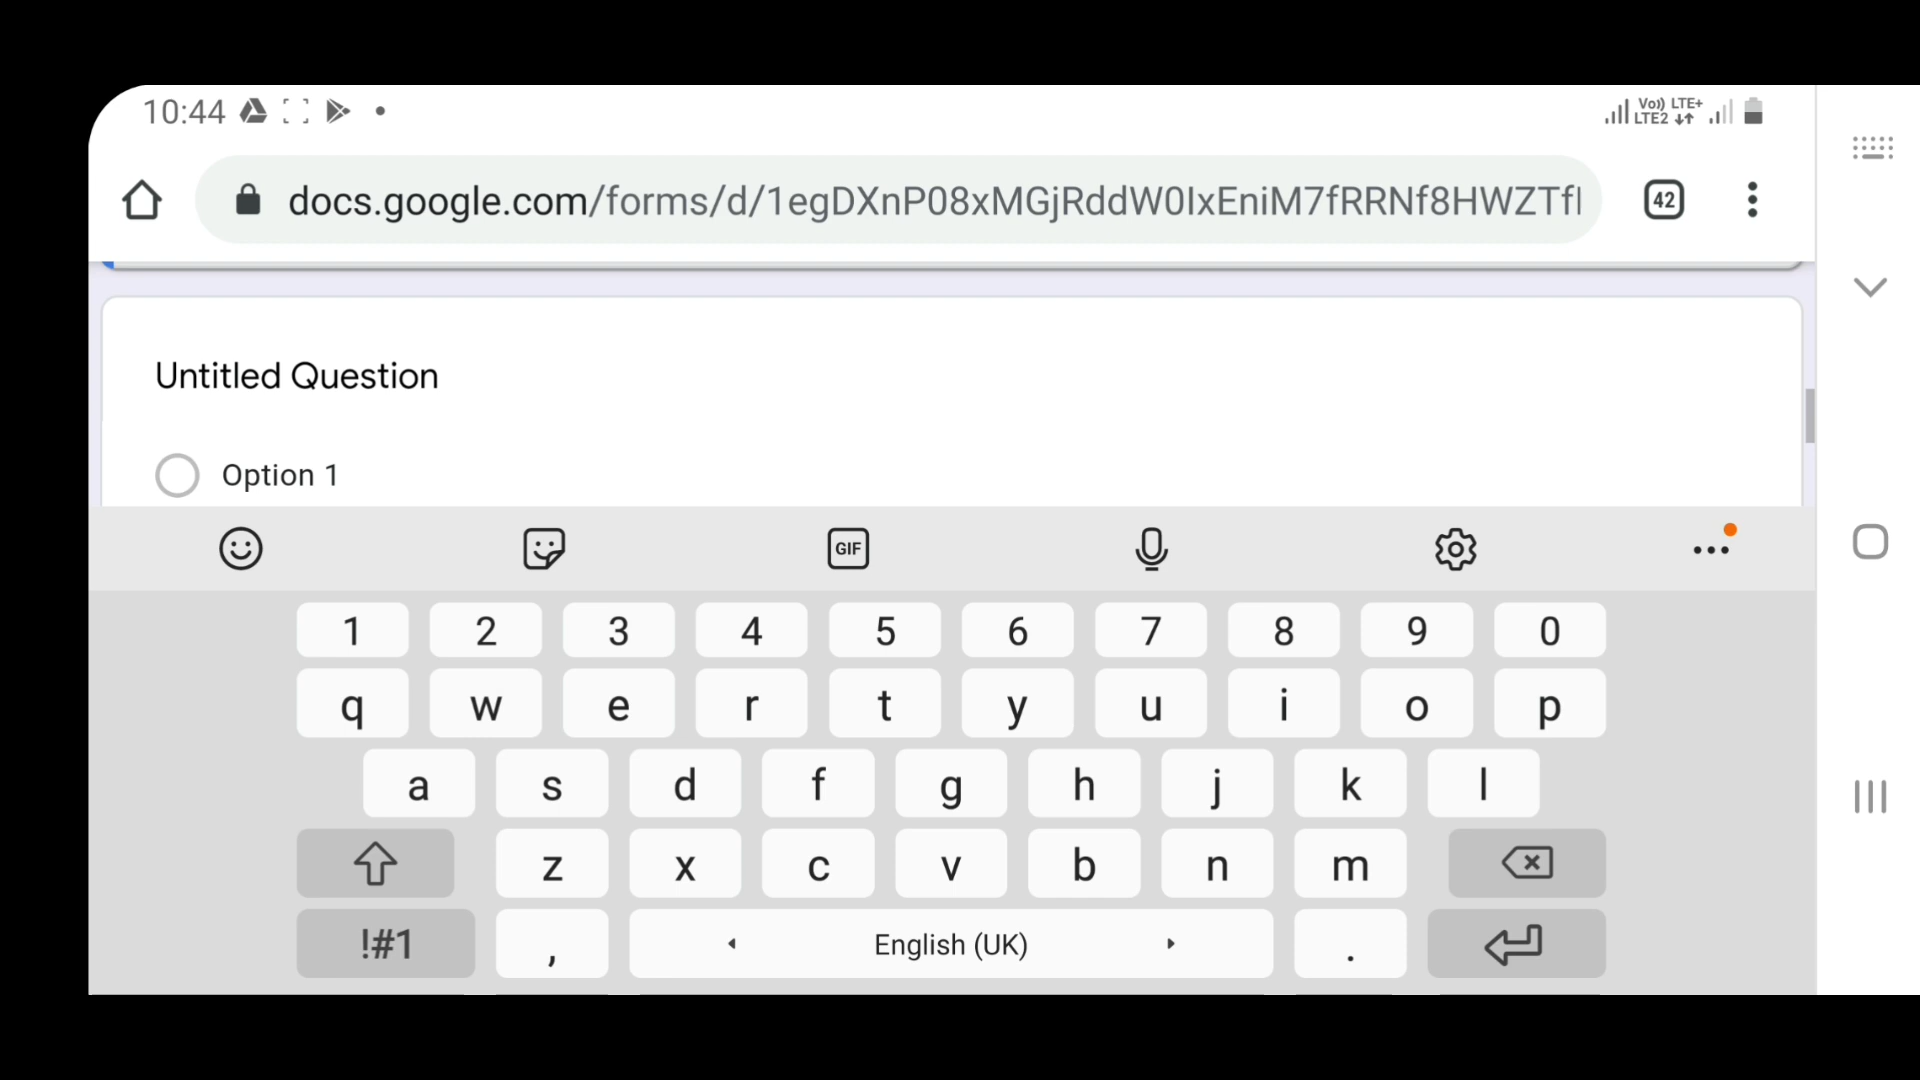 10:44
Vo)) LTE+
LTE2
docs.google.com/forms/d/1egDXnP08xMGjRddW0IxEniM7fRRNf8HWZTfl
42
Untitled Question
Option 1
GIF
1 2 3 4 5 6 7 8 9 0
q w e r t y u i o p
a s d f g h j k l
z x c v b n m
!#1 , English (UK) .